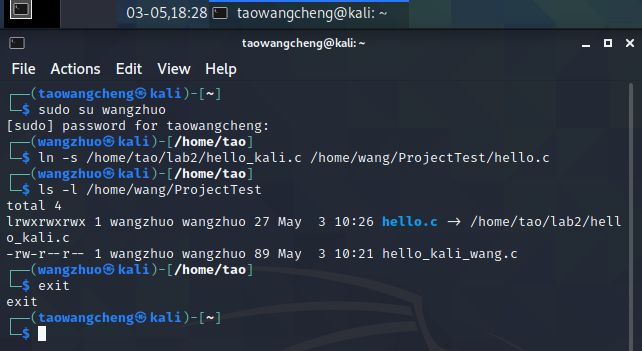 03-05,18:28 taowangcheng@kali: ~
taowangcheng@kali: ~
File Actions Edit View Help
┌──(taowangcheng㉿kali)-[~]
└─$ sudo su wangzhuo
[sudo] password for taowangcheng:
┌──(wangzhuo㉿kali)-[/home/tao]
└─$ ln -s /home/tao/lab2/hello_kali.c /home/wang/ProjectTest/hello.c
┌──(wangzhuo㉿kali)-[/home/tao]
└─$ ls -l /home/wang/ProjectTest
total 4
lrwxrwxrwx 1 wangzhuo wangzhuo 27 May  3 10:26 hello.c → /home/tao/lab2/hell
o_kali.c
-rw-r--r-- 1 wangzhuo wangzhuo 89 May  3 10:21 hello_kali_wang.c
┌──(wangzhuo㉿kali)-[/home/tao]
└─$ exit
exit
┌──(taowangcheng㉿kali)-[~]
└─$